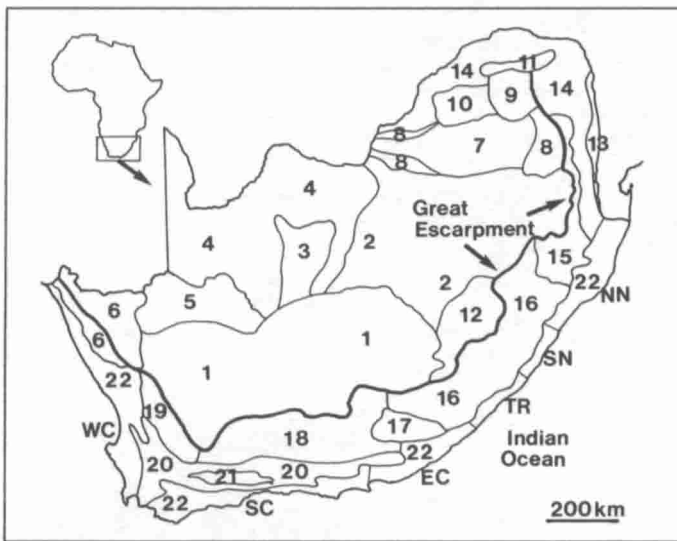 14 11 14
10 9
8 7 8 13
8
4
Great
Escarpment
4 3 2 15
5 2 22
6 12 16 NN
6
1 1 SN
22
16 TR
19 17
WC 18 22 Indian
20 20 EC Ocean
21
22 SC 200 km